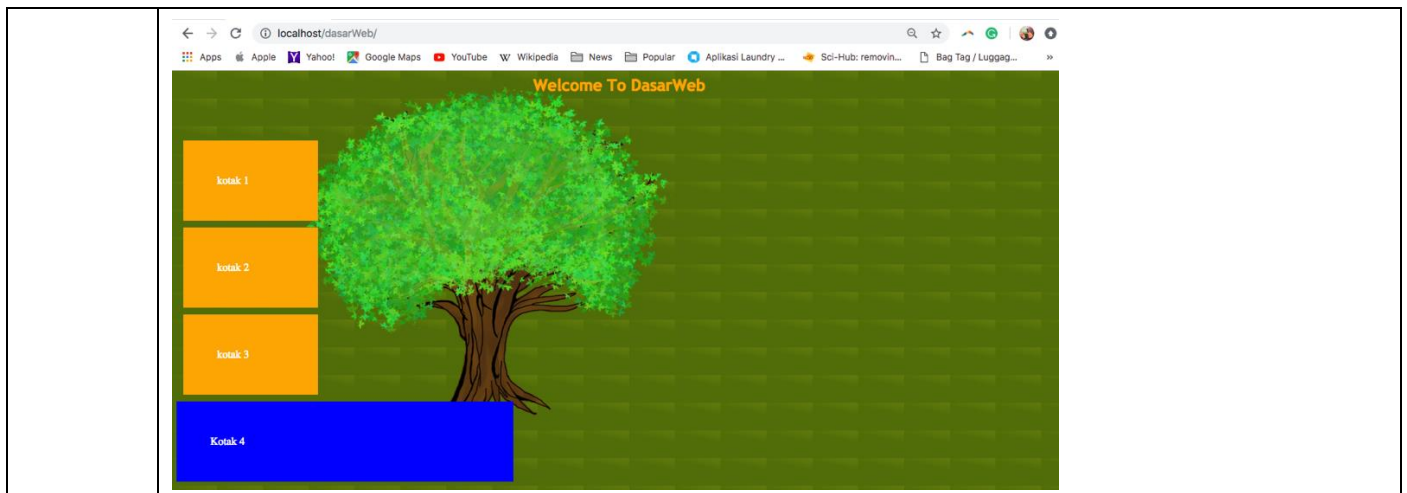 localhost/dasarWeb/
Apps Apple Yahoo! Google Maps YouTube Wikipedia News Popular Aplikasi Laundry ... Sci-Hub: removin... Bag Tag / Luggag... »
Welcome To DasarWeb
kotak 1
kotak 2
kotak 3
Kotak 4